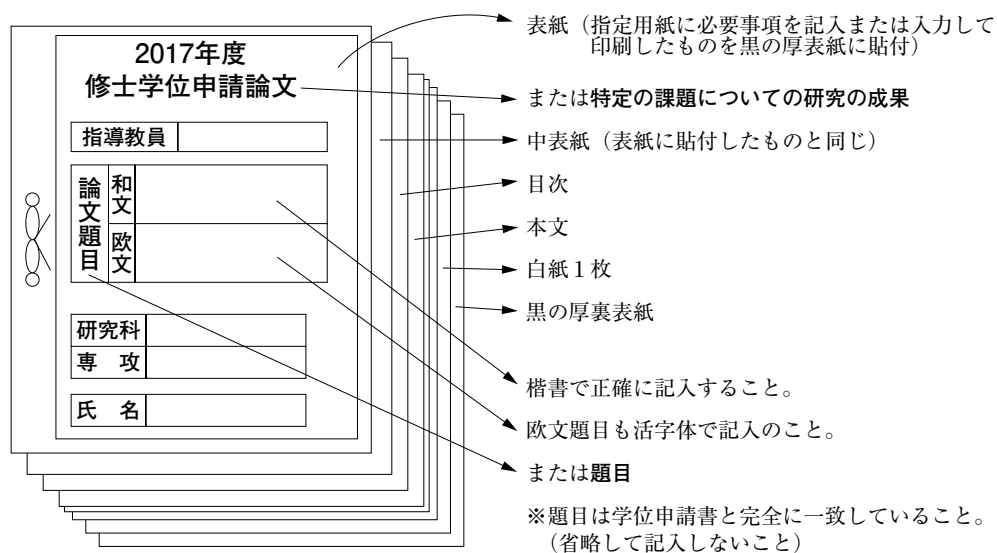 2017年度
修士学位申請論文
指導教員
論文題目
和文
欧文
研究科
専　攻
氏　名
表紙（指定用紙に必要事項を記入または入力して
印刷したものを黒の厚表紙に貼付）
または特定の課題についての研究の成果
中表紙（表紙に貼付したものと同じ）
目次
本文
白紙１枚
黒の厚裏表紙
楷書で正確に記入すること。
欧文題目も活字体で記入のこと。
または題目
※題目は学位申請書と完全に一致していること。
（省略して記入しないこと）